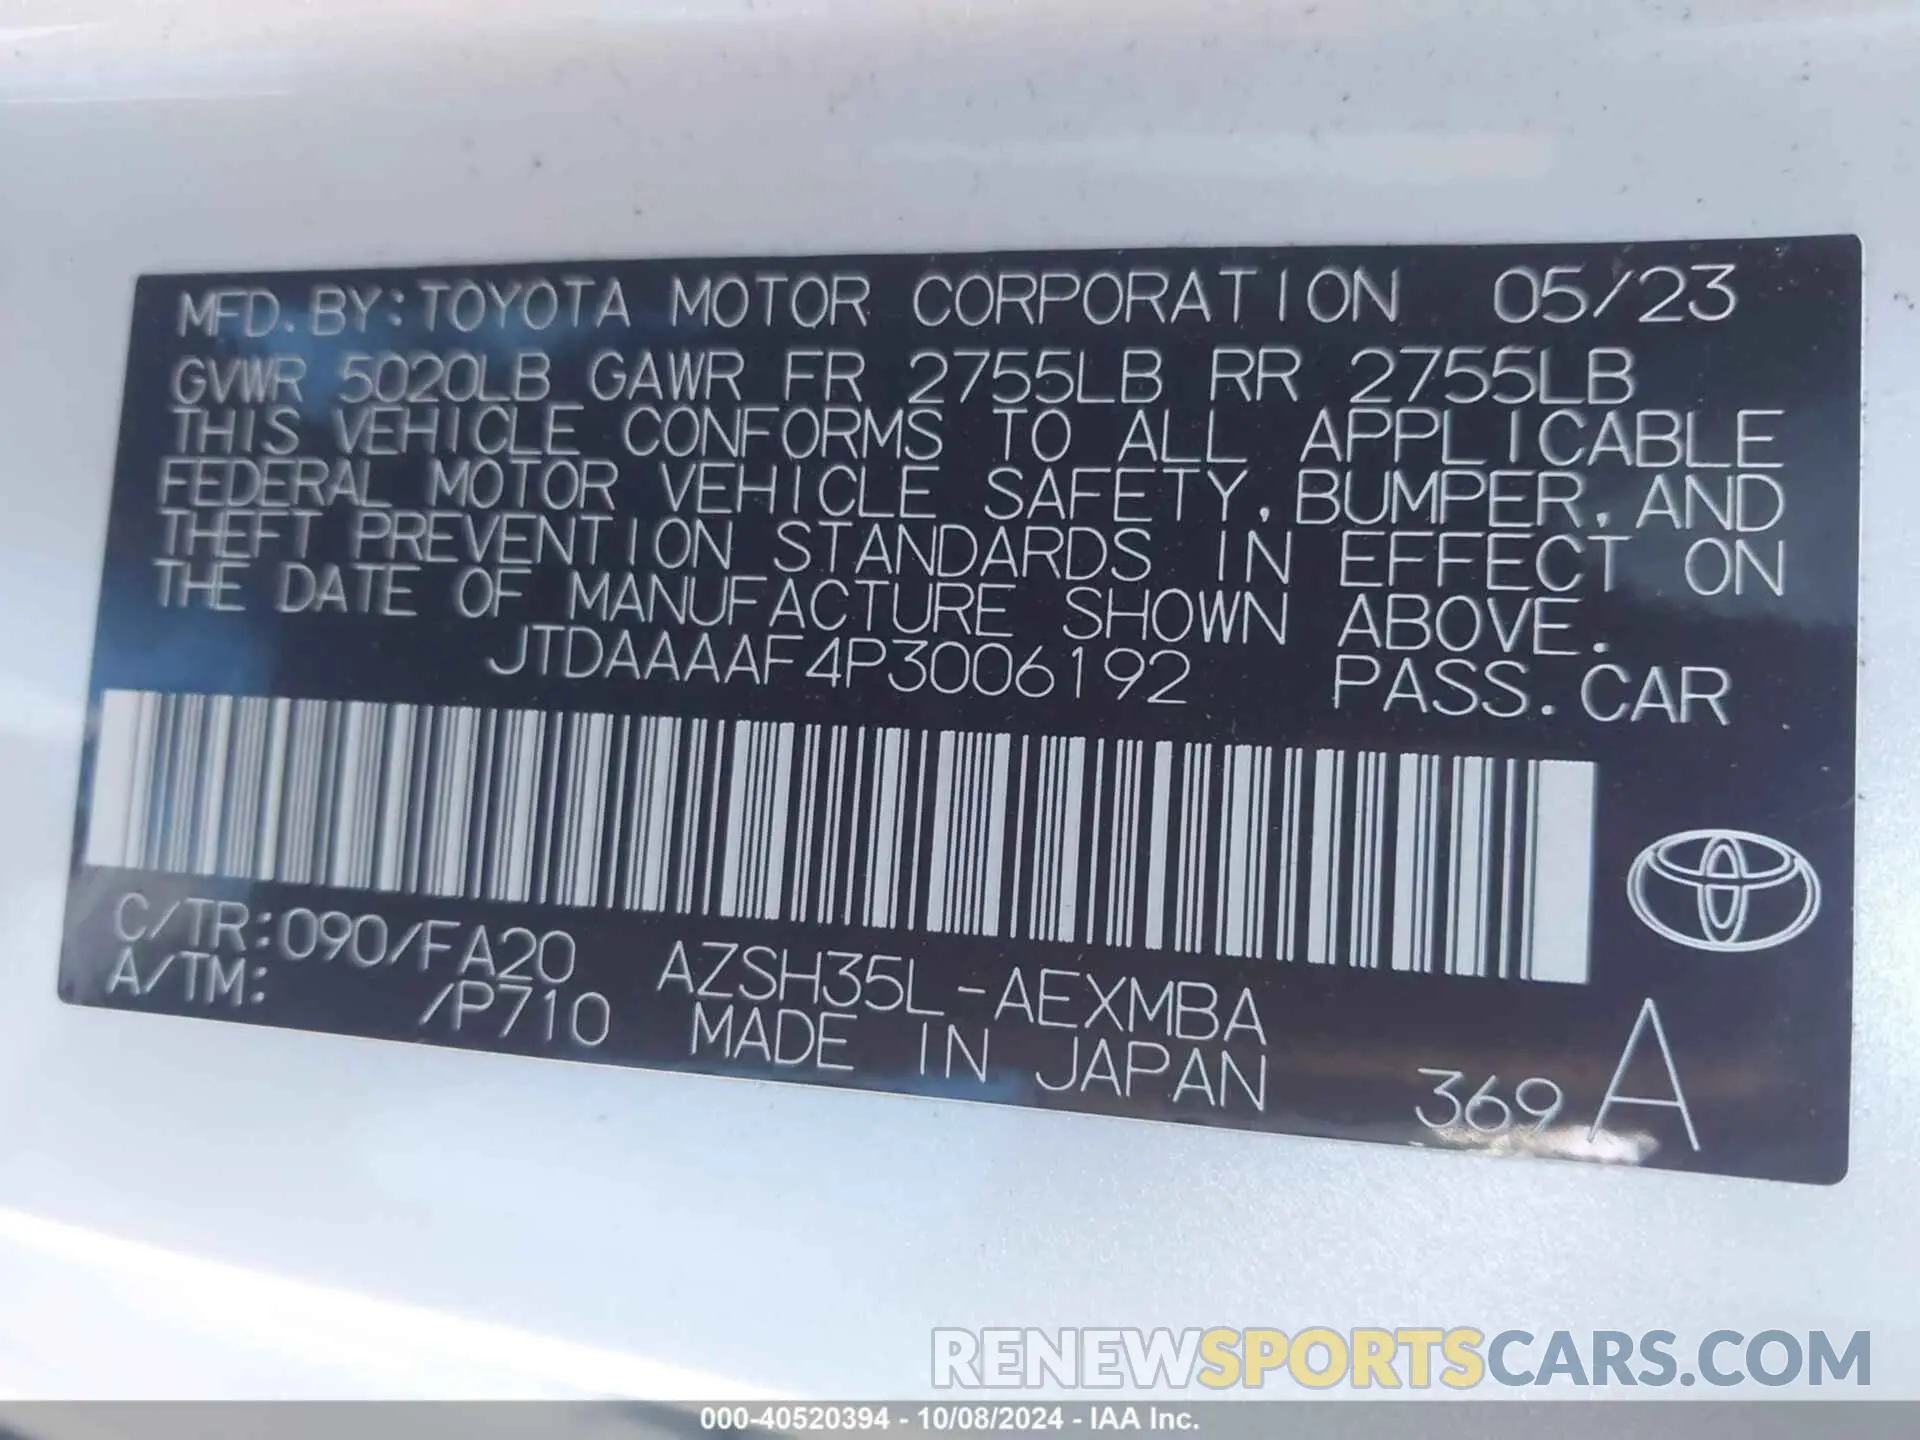 MFD. BY: TOYOTA MOTOR CORPORATION 05/23
GVWR 5020LB GAWR FR 2755LB RR 2755LB
THIS VEHICLE CONFORMS TO ALL APPLICABLE
FEDERAL MOTOR VEHICLE SAFETY, BUMPER, AND
THEFT PREVENTION STANDARDS IN EFFECT ON
THE DATE OF MANUFACTURE SHOWN ABOVE.
JTDAAAAF4P3006192 PASS. CAR
C/TR: 090/FA20 AZSH35L-AEXMBA
A/TM: /P710 MADE IN JAPAN
369 A
RENEWSPORTSCARS.COM
000-40520394 - 10/08/2024 - IAA Inc.